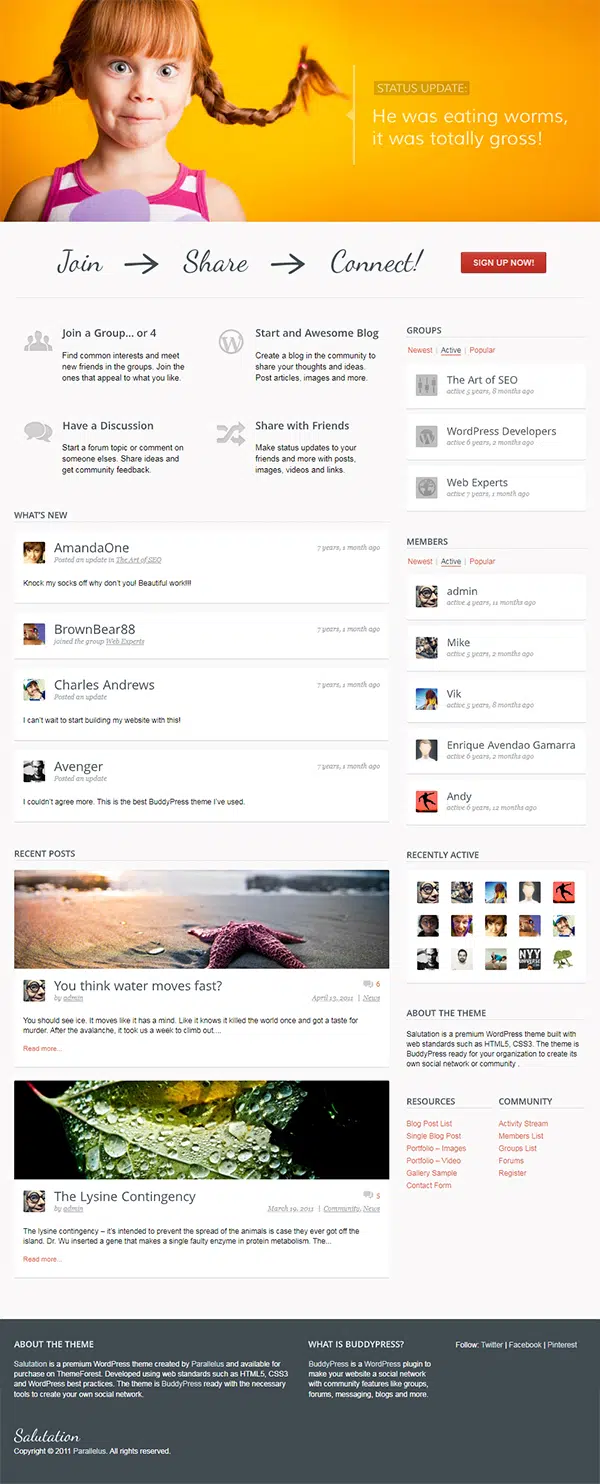 STATUS UPDATE:
He was eating worms,
it was totally gross!
Join
Share
Connect!
SIGN UP NOW!
Join a Group... or 4
Find common interests and meet
new friends in the groups. Join the
ones that appeal to what you like.
Start and Awesome Blog
Create a blog in the community to
share your thoughts and ideas.
Post articles, images and more.
Have a Discussion
Start a forum topic or comment on
someone elses. Share ideas and
get community feedback.
Share with Friends
Make status updates to your
friends and more with posts,
images, videos and links.
WHAT'S NEW
AmandaOne
7 years, 1 month ago
Posted an update in The Art of SEO
Knock my socks off why don't you! Beautiful work!!!!
BrownBear88
7 years, 1 month ago
joined the group Web Experts
Charles Andrews
7 years, 1 month ago
Posted an update
I can't wait to start building my website with this!
Avenger
7 years, 1 month ago
Posted an update
I couldn't agree more. This is the best BuddyPress theme I've used.
RECENT POSTS
You think water moves fast?
6
by admin
April 13, 2011 | News
You should see ice. It moves like it has a mind. Like it knows it killed the world once and got a taste for
murder. After the avalanche, it took us a week to climb out....
Read more...
The Lysine Contingency
5
by admin
March 19, 2011 | Community, News
The lysine contingency – it's intended to prevent the spread of the animals is case they ever got off the
island. Dr. Wu inserted a gene that makes a single faulty enzyme in protein metabolism. The...
Read more...
GROUPS
Newest | Active | Popular
The Art of SEO
active 5 years, 8 months ago
WordPress Developers
active 6 years, 2 months ago
Web Experts
active 7 years, 1 month ago
MEMBERS
Newest | Active | Popular
admin
active 4 years, 11 months ago
Mike
active 5 years, 2 months ago
Vik
active 5 years, 8 months ago
Enrique Avendao Gamarra
active 6 years, 2 months ago
Andy
active 6 years, 12 months ago
RECENTLY ACTIVE
NYY
UNIVERSE
ABOUT THE THEME
Salutation is a premium WordPress theme built with
web standards such as HTML5, CSS3. The theme is
BuddyPress ready for your organization to create its
own social network or community .
RESOURCES
Blog Post List
Single Blog Post
Portfolio – Images
Portfolio – Video
Gallery Sample
Contact Form
COMMUNITY
Activity Stream
Members List
Groups List
Forums
Register
ABOUT THE THEME
Salutation is a premium WordPress theme created by Parallelus and available for
purchase on ThemeForest. Developed using web standards such as HTML5, CSS3
and WordPress best practices. The theme is BuddyPress ready with the necessary
tools to create your own social network.
WHAT IS BUDDYPRESS?
BuddyPress is a WordPress plugin to
make your website a social network
with community features like groups,
forums, messaging, blogs and more.
Follow: Twitter | Facebook | Pinterest
Salutation
Copyright © 2011 Parallelus. All rights reserved.